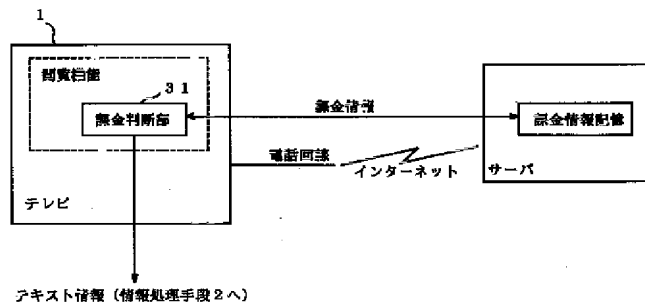 1
閲覧機能
31
課金判断部
課金情報
課金情報記憶
電話回線
インターネット
サーバ
テレビ
テキスト情報（情報処理手段2へ）